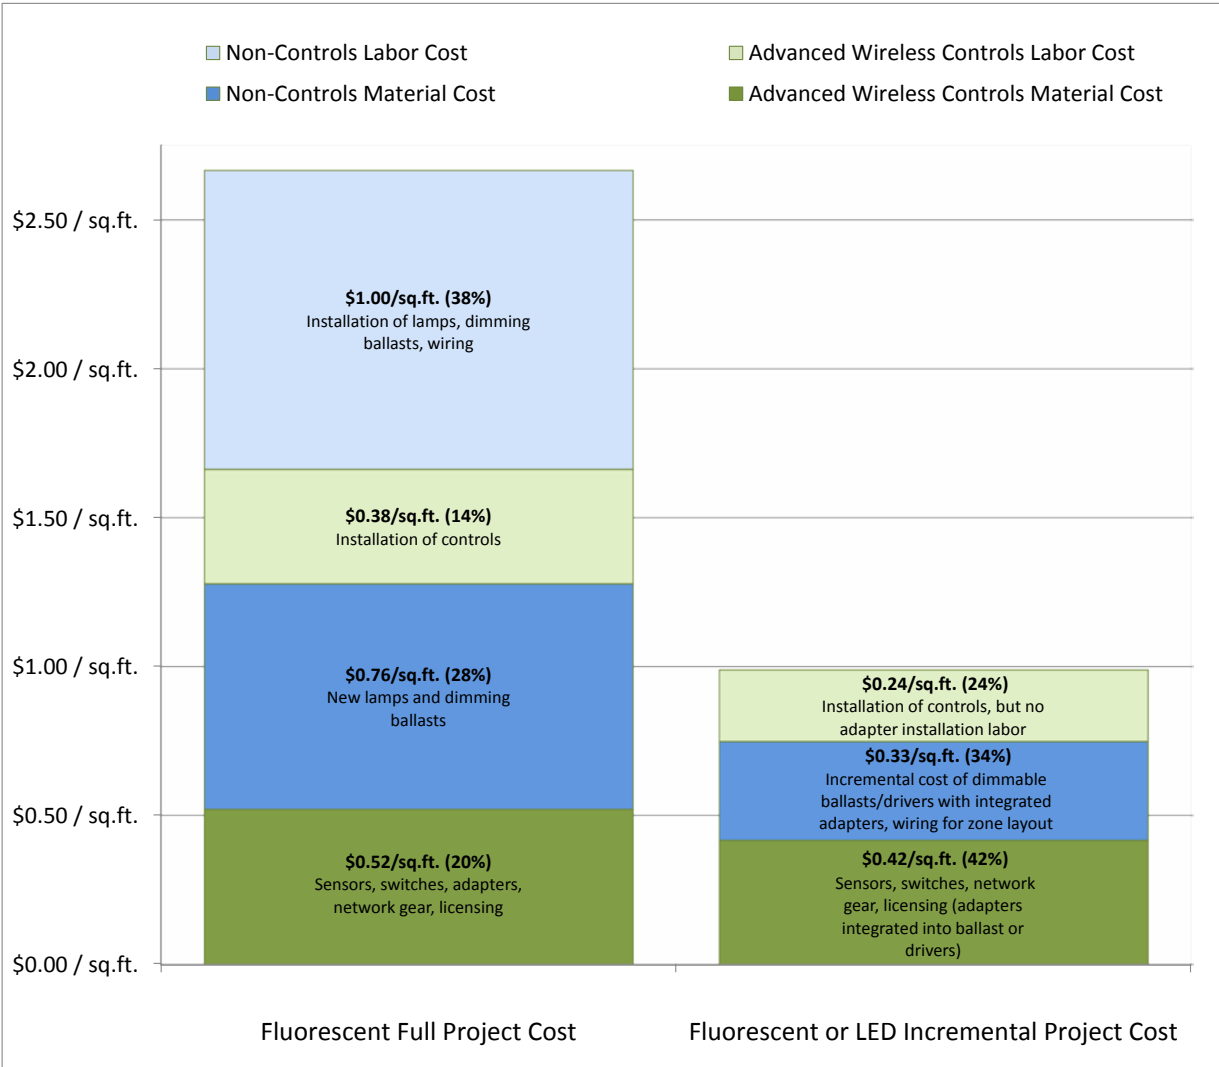 Non-Controls Labor Cost
Advanced Wireless Controls Labor Cost
Non-Controls Material Cost
Advanced Wireless Controls Material Cost
$2.50 / sq.ft.
$2.00 / sq.ft.
$1.50 / sq.ft.
$1.00 / sq.ft.
$0.50 / sq.ft.
$0.00 / sq.ft.
$1.00/sq.ft. (38%)
Installation of lamps, dimming
ballasts, wiring
$0.38/sq.ft. (14%)
Installation of controls
$0.76/sq.ft. (28%)
New lamps and dimming
ballasts
$0.52/sq.ft. (20%)
Sensors, switches, adapters,
network gear, licensing
$0.24/sq.ft. (24%)
Installation of controls, but no
adapter installation labor
$0.33/sq.ft. (34%)
Incremental cost of dimmable
ballasts/drivers with integrated
adapters, wiring for zone layout
$0.42/sq.ft. (42%)
Sensors, switches, network
gear, licensing (adapters
integrated into ballast or
drivers)
Fluorescent Full Project Cost
Fluorescent or LED Incremental Project Cost